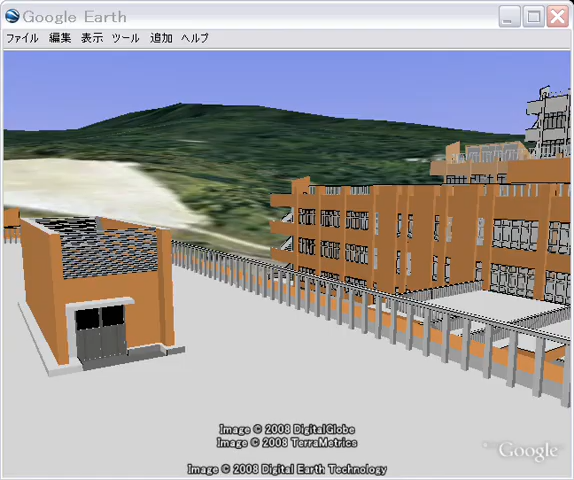 Google Earth
ファイル 編集 表示 ツール 追加 ヘルプ
Image © 2008 DigitalGlobe
Image © 2008 TerraMetrics
Google
Image © 2008 Digital Earth Technology